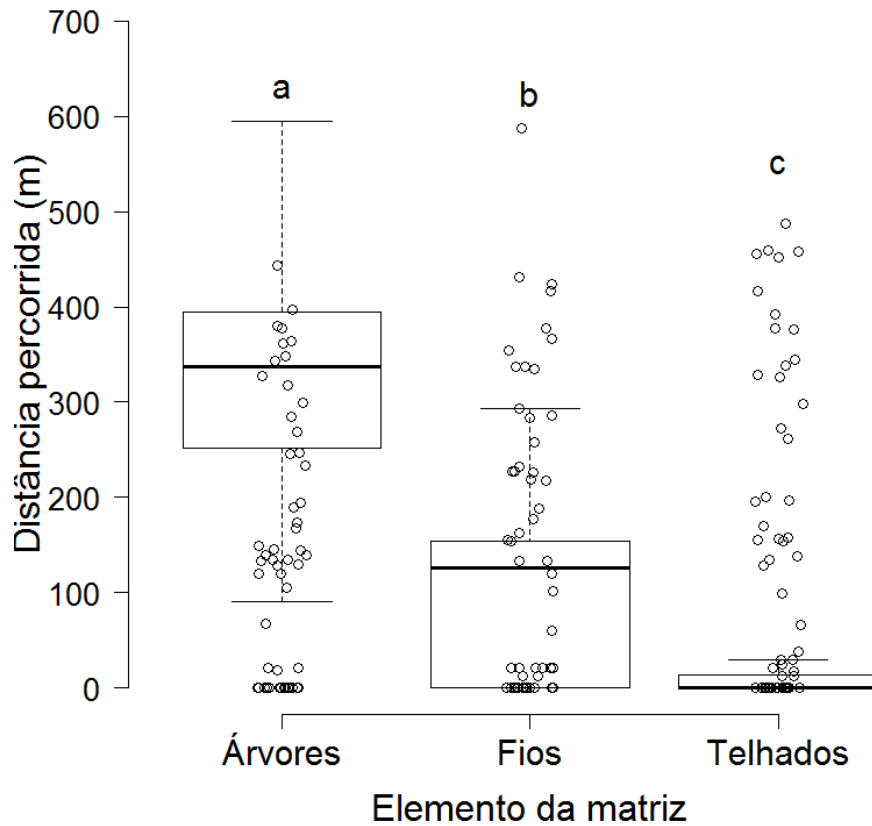 700
600
500
400
300
200
100
0
Distância percorrida (m)
a
b
c
Árvores
Fios
Telhados
Elemento da matriz